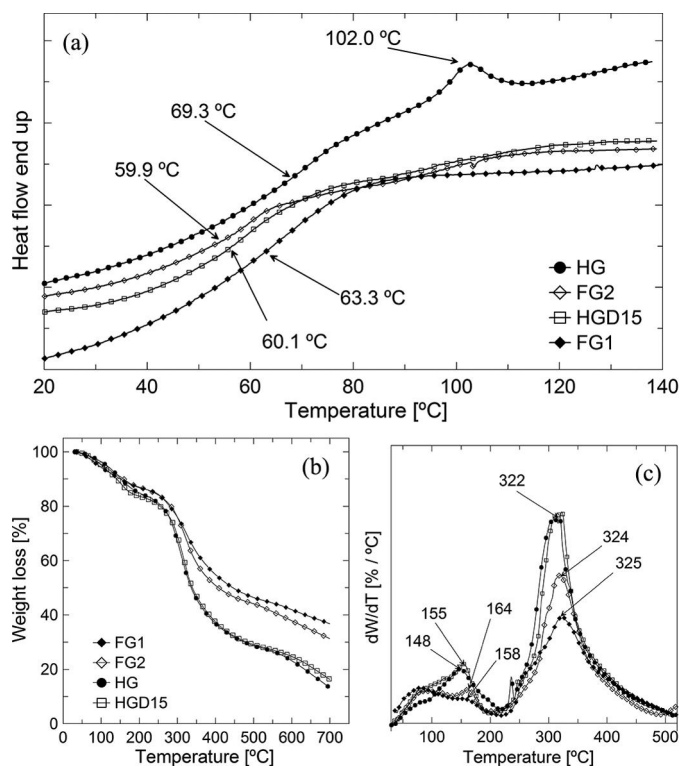 (a)
102.0 ºC
69.3 ºC
59.9 ºC
63.3 ºC
60.1 ºC
HG
FG2
HGD15
FG1
Heat flow end up
20 40 60 80 100 120 140
Temperature [ºC]
(b)
100
80
60
40
20
0
Weight loss [%]
FG1
FG2
HG
HGD15
0 100 200 300 400 500 600 700
Temperature [ºC]
(c)
322
324
325
155
164
148
158
dW/dT [% / ºC]
100 200 300 400 500
Temperature [ºC]